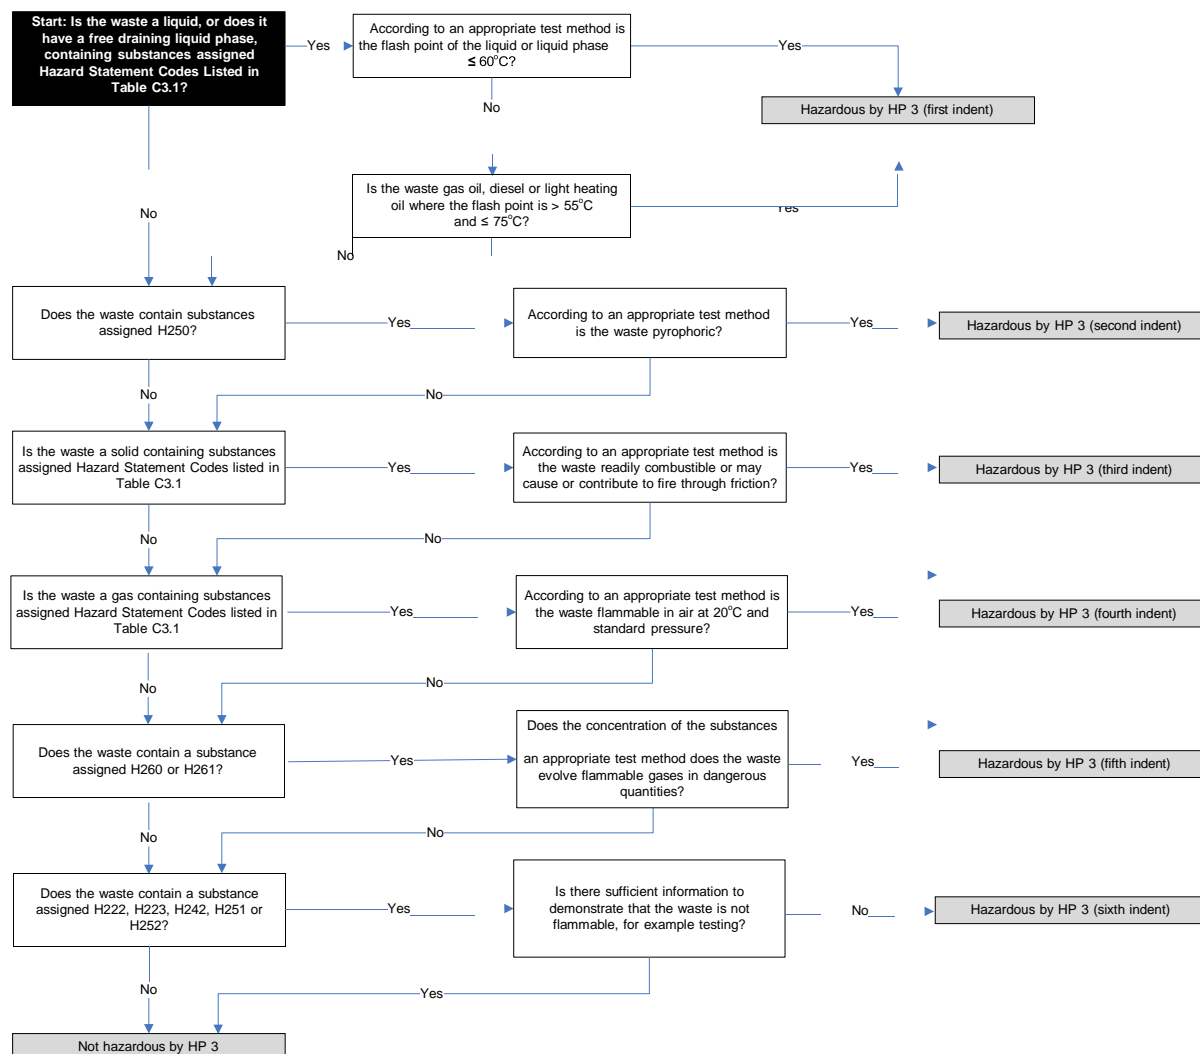 Start: Is the waste a liquid, or does it
have a free draining liquid phase,
containing substances assigned
Hazard Statement Codes Listed in
Table C3.1?
Yes
According to an appropriate test method is
the flash point of the liquid or liquid phase
≤ 60°C?
Yes
No
Hazardous by HP 3 (first indent)
Is the waste gas oil, diesel or light heating
oil where the flash point is > 55°C
and ≤ 75°C?
Yes
No
No
Does the waste contain substances
assigned H250?
Yes
According to an appropriate test method
is the waste pyrophoric?
Yes
Hazardous by HP 3 (second indent)
No
No
Is the waste a solid containing substances
assigned Hazard Statement Codes listed in
Table C3.1
Yes
According to an appropriate test method is
the waste readily combustible or may
cause or contribute to fire through friction?
Yes
Hazardous by HP 3 (third indent)
No
No
Is the waste a gas containing substances
assigned Hazard Statement Codes listed in
Table C3.1
Yes
According to an appropriate test method is
the waste flammable in air at 20°C and
standard pressure?
Yes
Hazardous by HP 3 (fourth indent)
No
No
Does the waste contain a substance
assigned H260 or H261?
Yes
Does the concentration of the substances
an appropriate test method does the waste
evolve flammable gases in dangerous
quantities?
Yes
Hazardous by HP 3 (fifth indent)
No
No
Does the waste contain a substance
assigned H222, H223, H242, H251 or
H252?
Yes
Is there sufficient information to
demonstrate that the waste is not
flammable, for example testing?
No
Hazardous by HP 3 (sixth indent)
No
Yes
Not hazardous by HP 3